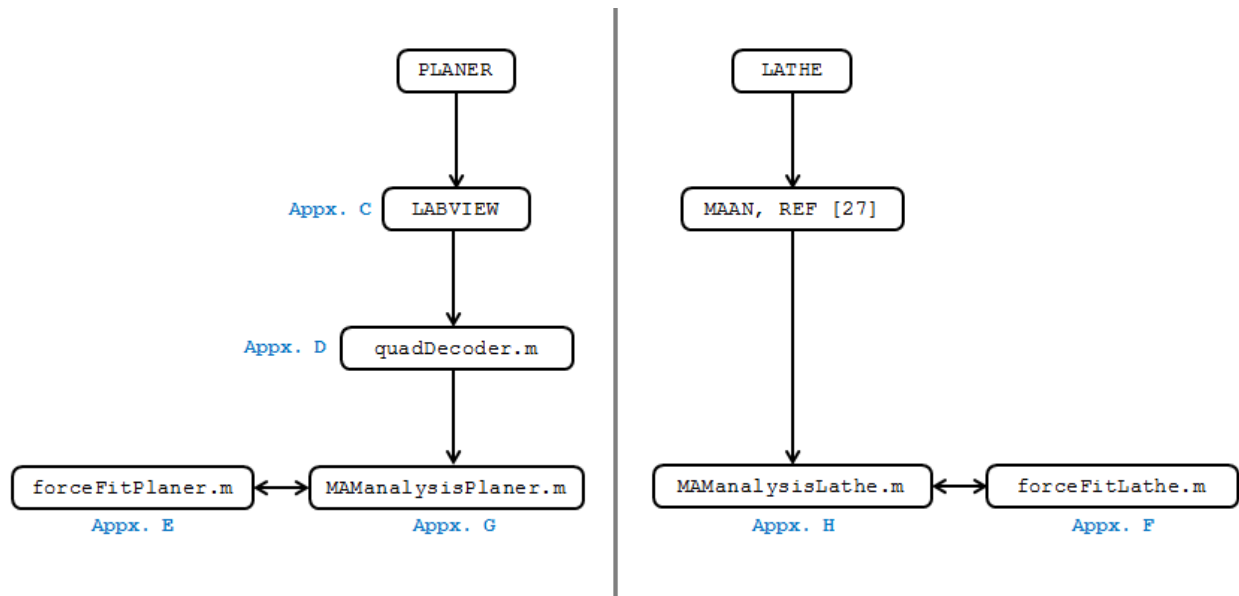 PLANER
LATHE
Appx. C
LABVIEW
MAAN, REF [27]
Appx. D
quadDecoder.m
forceFitPlaner.m
MAManalysisPlaner.m
MAManalysisLathe.m
forceFitLathe.m
Appx. E
Appx. G
Appx. H
Appx. F